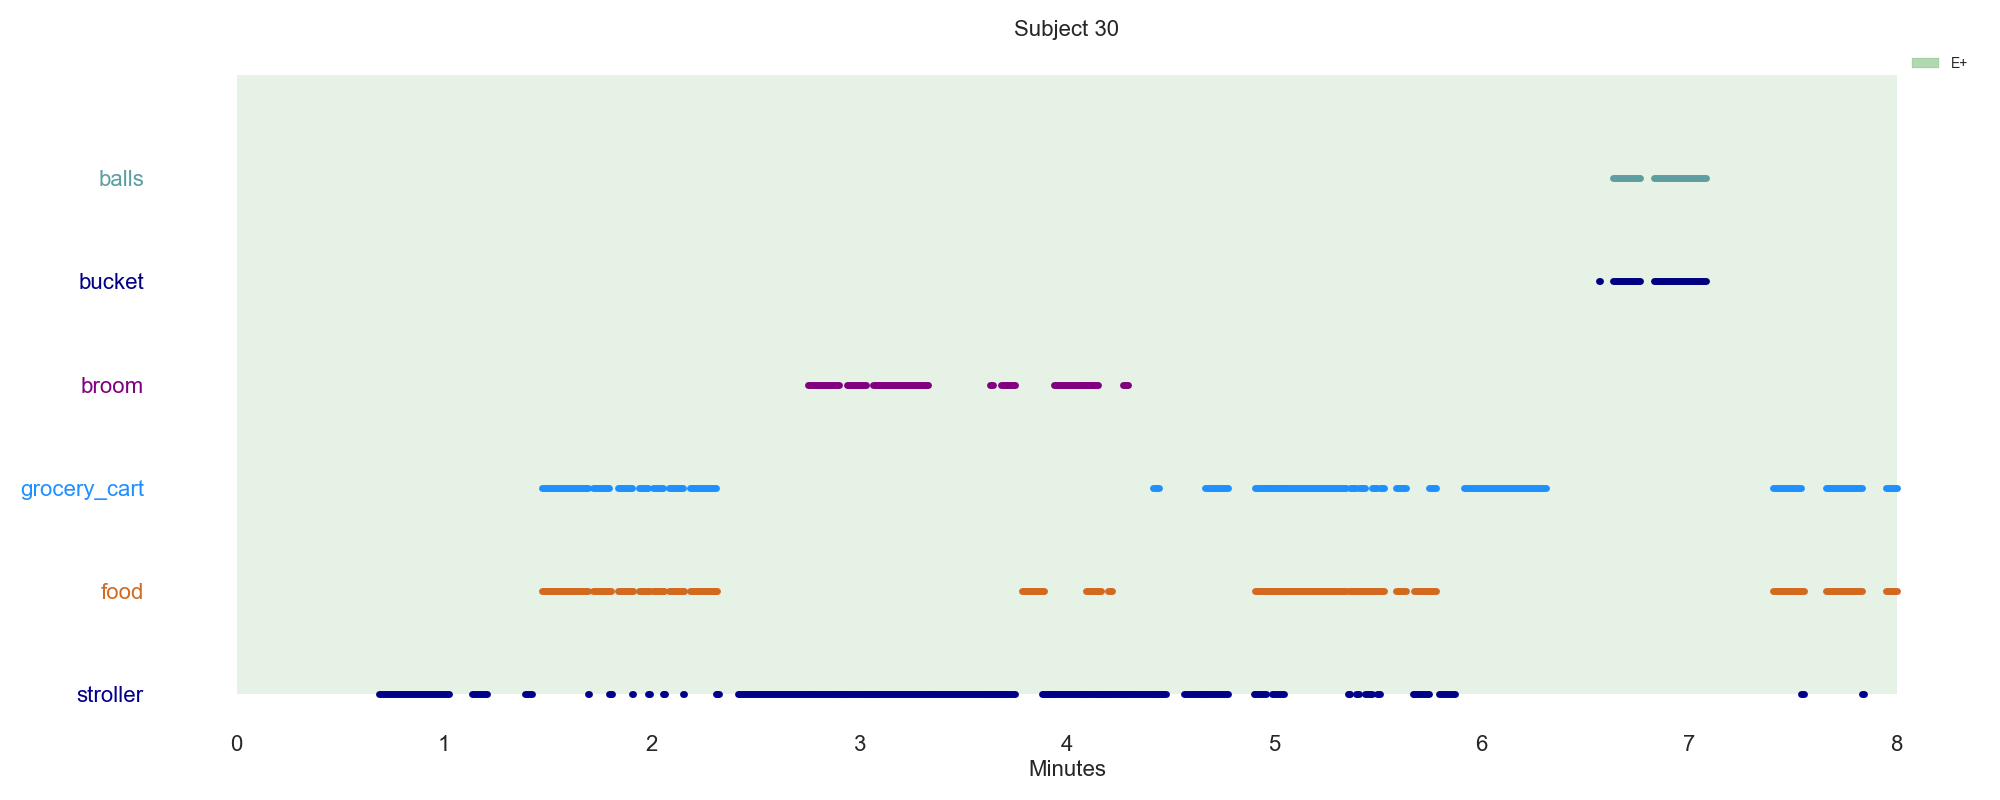 Subject 30
E+
balls
bucket
broom
grocery_cart
food
stroller
0 1 2 3 4 5 6 7 8
Minutes